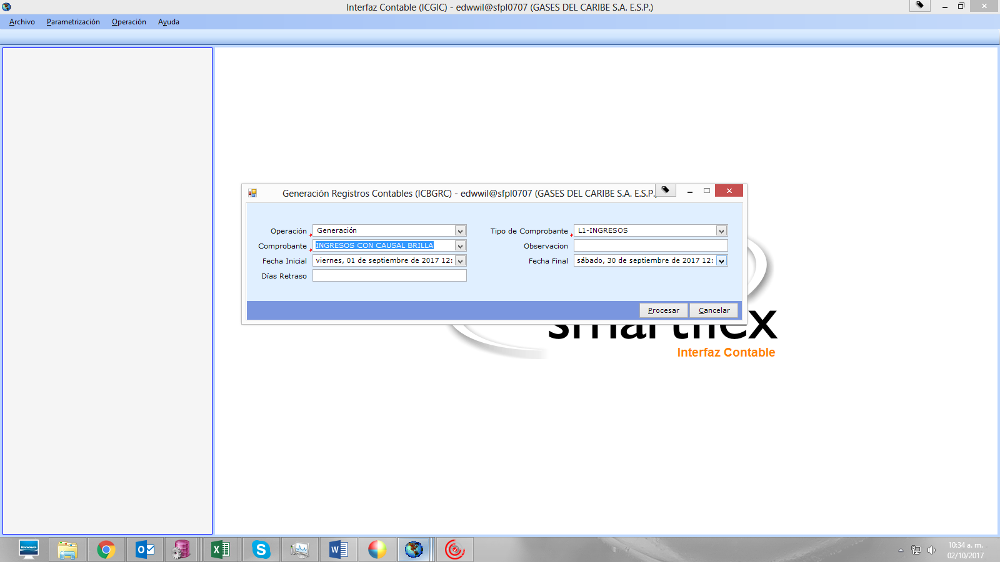 Interfaz Contable (ICGIC) - edwwil@sfpl0707 (GASES DEL CARIBE S.A. E.S.P.)
Archivo Parametrización Operación Ayuda
Generación Registros Contables (ICBGRC) - edwwil@sfpl0707 (GASES DEL CARIBE S.A. E.S.P.)
Operación * Generación Tipo de Comprobante * L1-INGRESOS
Comprobante * INGRESOS CON CAUSAL BRILLA Observacion
Fecha Inicial viernes, 01 de septiembre de 2017 12: Fecha Final sábado, 30 de septiembre de 2017 12:
Días Retraso
Procesar Cancelar
smartflex
Interfaz Contable
lenovo
10:34 a. m.
02/10/2017